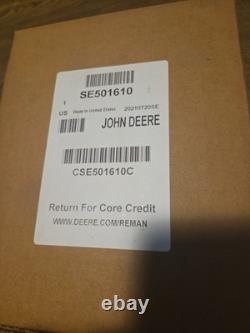 SE501610
1
US Made in United States 20210720SE
JOHN DEERE
CSE501610C
Return For Core Credit
WWW.DEERE.COM/REMAN